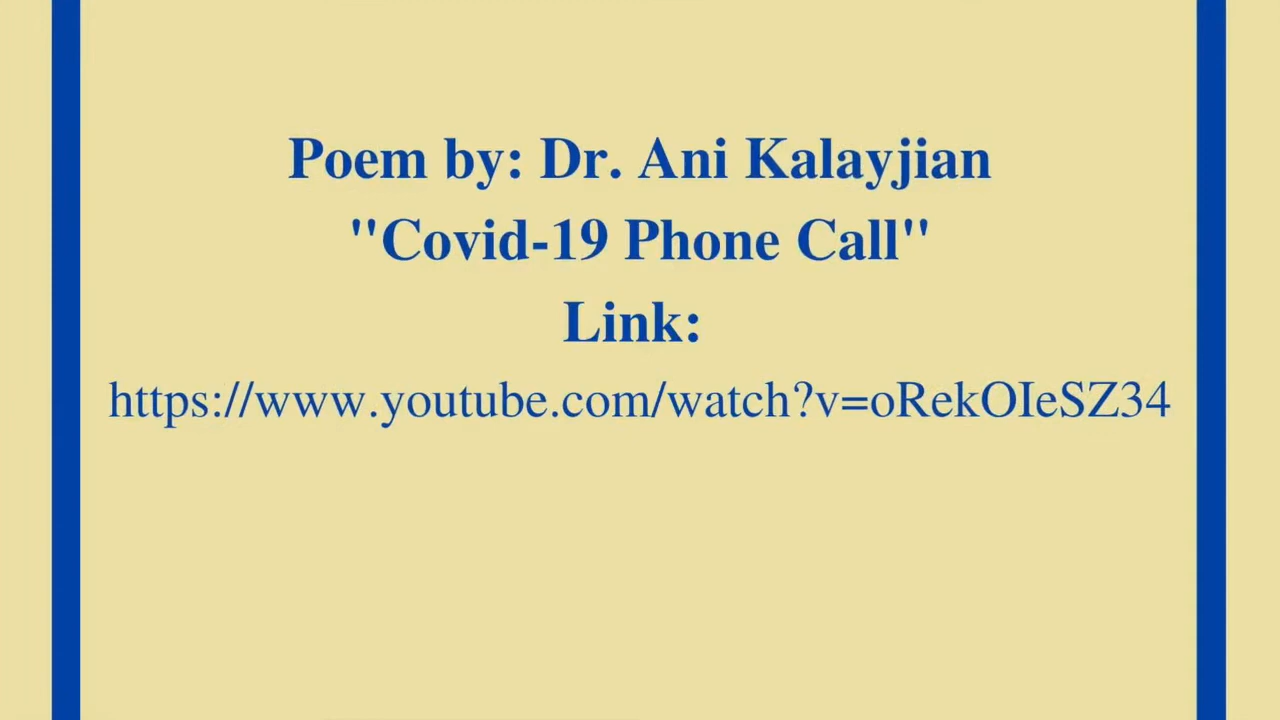 Poem by: Dr. Ani Kalayjian
"Covid-19 Phone Call"
Link:
https://www.youtube.com/watch?v=oRekOIeSZ34